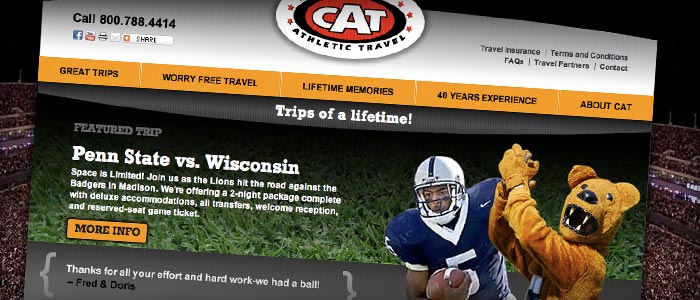 Call 800.788.4414
SHARE
CAT
ATHLETIC TRAVEL
Travel Insurance | Terms and Conditions
FAQs | Travel Partners | Contact
GREAT TRIPS
WORRY FREE TRAVEL
LIFETIME MEMORIES
40 YEARS EXPERIENCE
ABOUT CAT
Trips of a lifetime!
FEATURED TRIP
Penn State vs. Wisconsin
Space is Limited! Join us as the Lions hit the road against the
Badgers in Madison. We're offering a 2-night package complete
with deluxe accommodations, all transfers, welcome reception,
and reserved-seat game ticket.
MORE INFO
{ Thanks for all your effort and hard work-we had a ball! }
– Fred & Doris
5